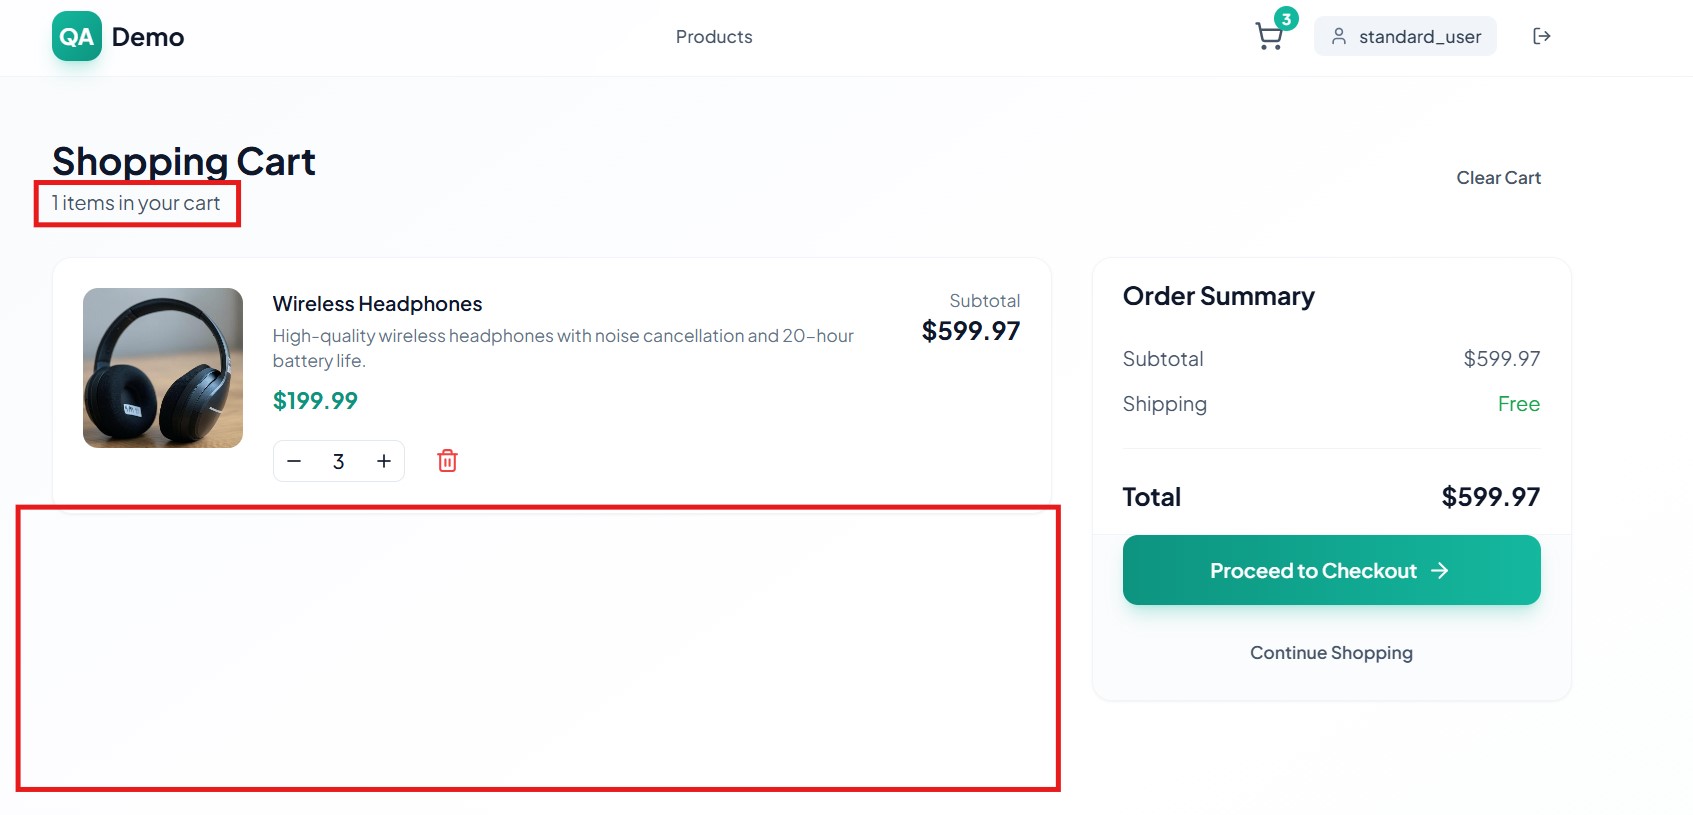 QA Demo
Products
3
standard_user
Shopping Cart
1 items in your cart
Clear Cart
Wireless Headphones
High-quality wireless headphones with noise cancellation and 20-hour
battery life.
$199.99
3
Subtotal
$599.97
Order Summary
Subtotal $599.97
Shipping Free
Total $599.97
Proceed to Checkout →
Continue Shopping